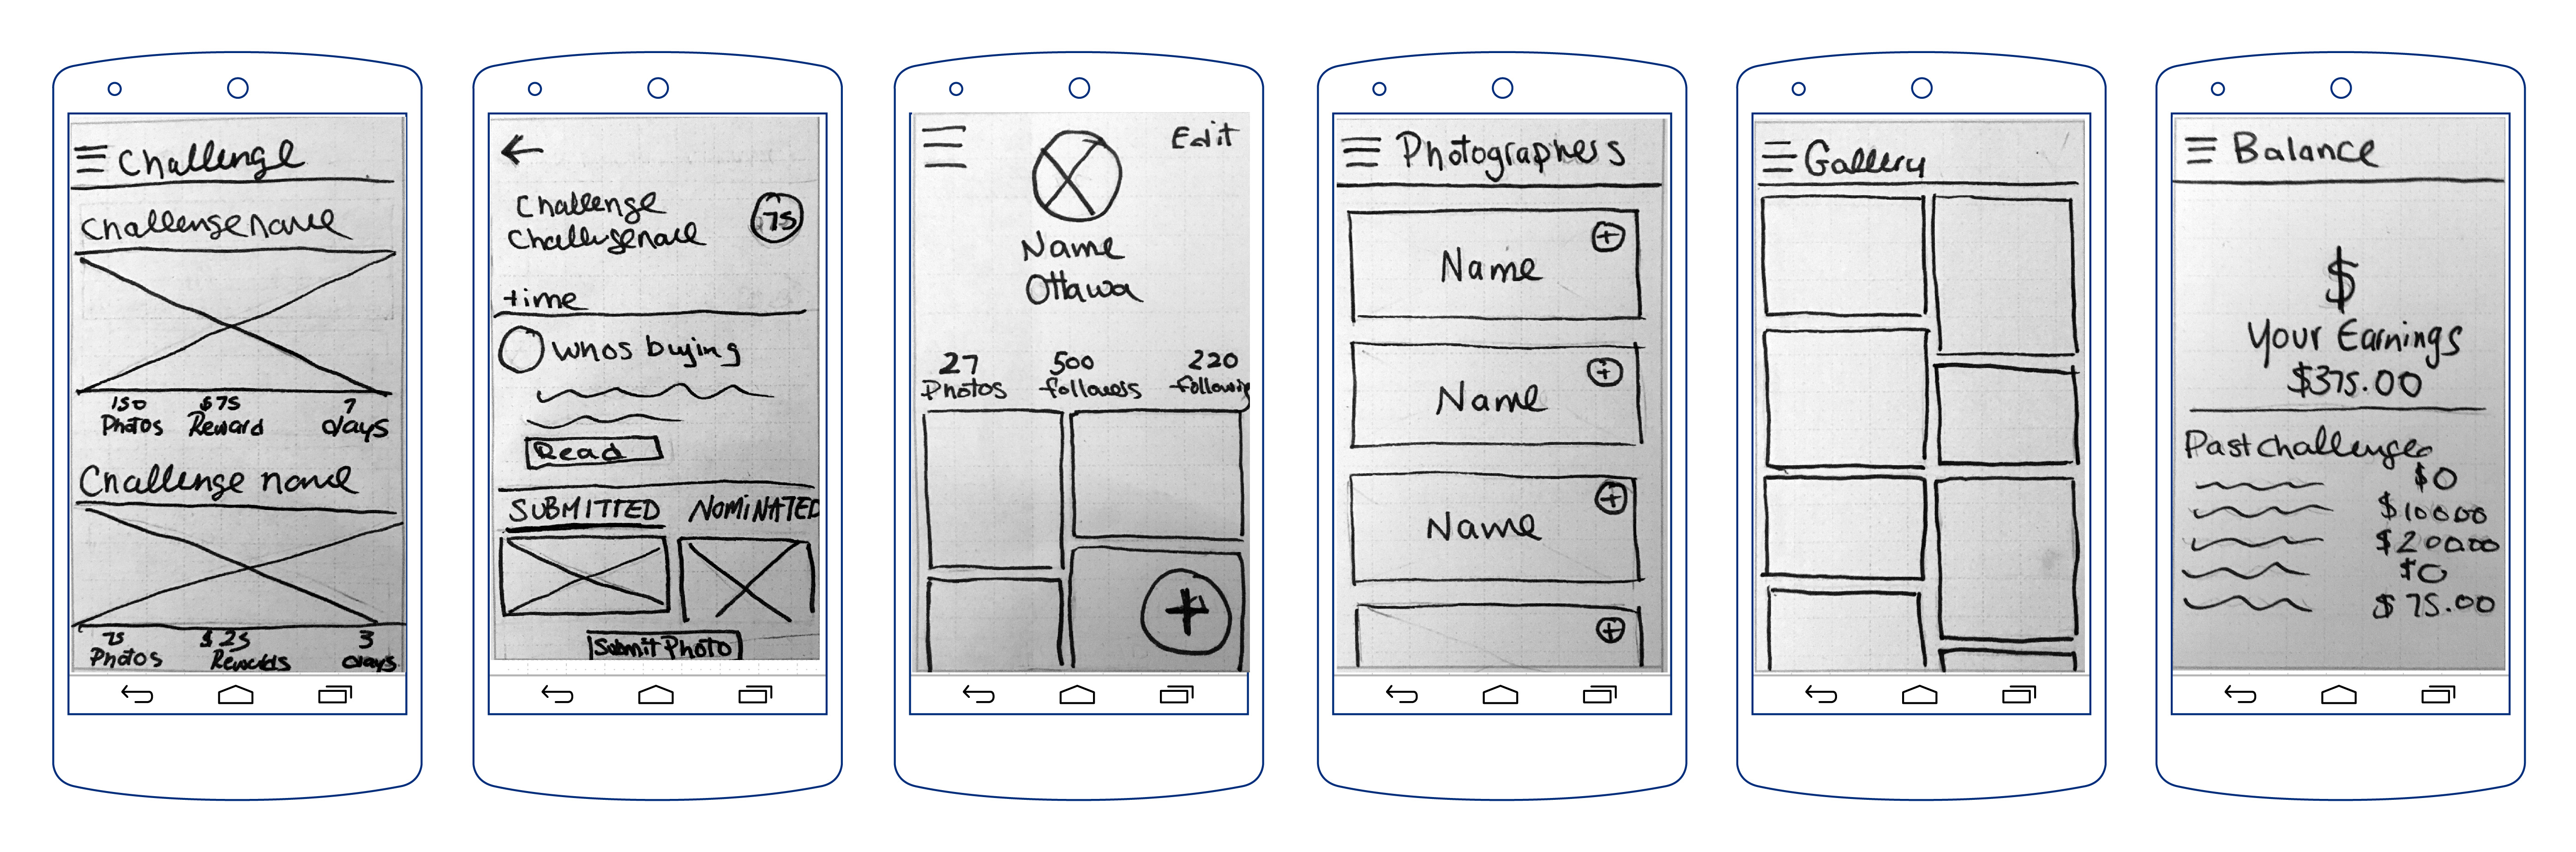 Challenge
Challenge name
150 $75 7
Photos Reward days
Challenge name
75 $25 3
Photos Rewards days
Challenge
Challenge name
75
time
Whos buying
Read
SUBMITTED NOMINATED
Submit Photo
Edit
Name
Ottawa
27 500 220
Photos followers following
Photographers
Name
Name
Name
Gallery
Balance
$
Your Earnings
$375.00
Past challenges
$0
$100.00
$200.00
$0
$75.00